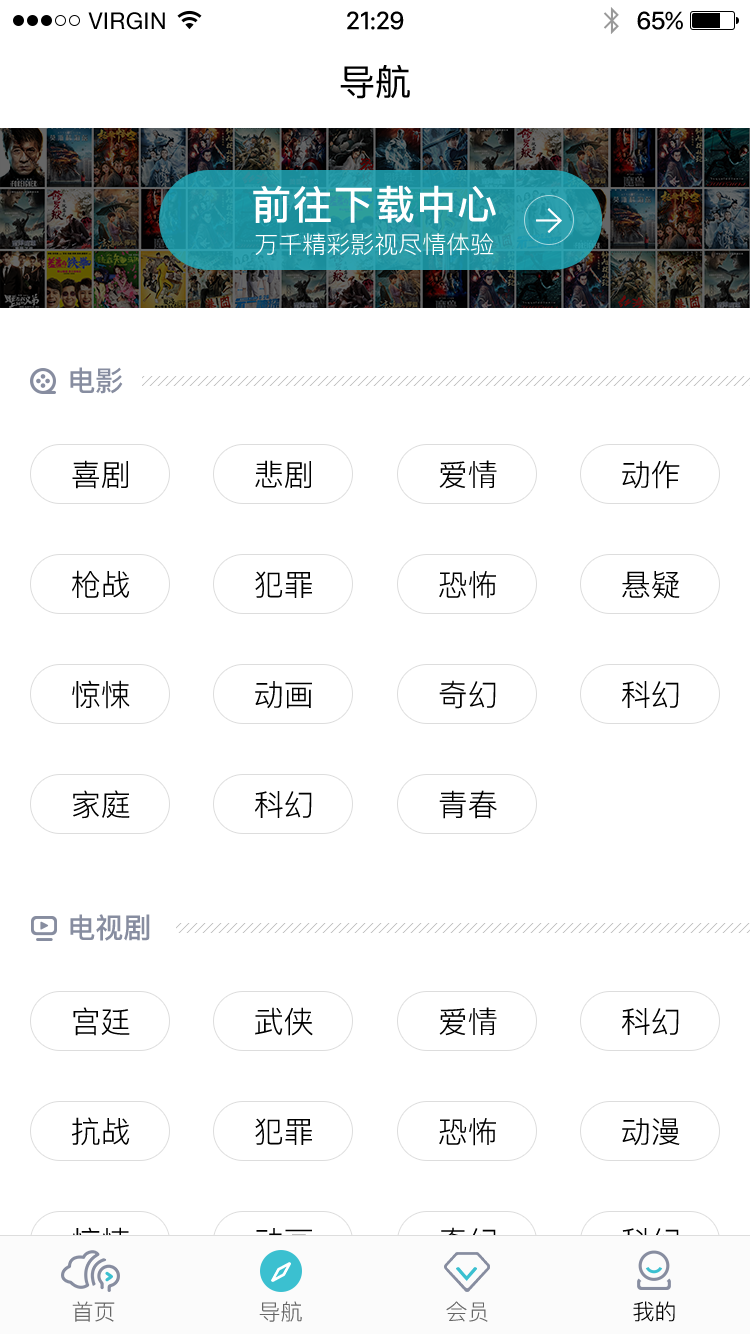 VIRGIN 21:29 65%
导航
前往下载中心
万千精彩影视尽情体验
电影
喜剧 悲剧 爱情 动作
枪战 犯罪 恐怖 悬疑
惊悚 动画 奇幻 科幻
家庭 科幻 青春
电视剧
宫廷 武侠 爱情 科幻
抗战 犯罪 恐怖 动漫
首页 导航 会员 我的